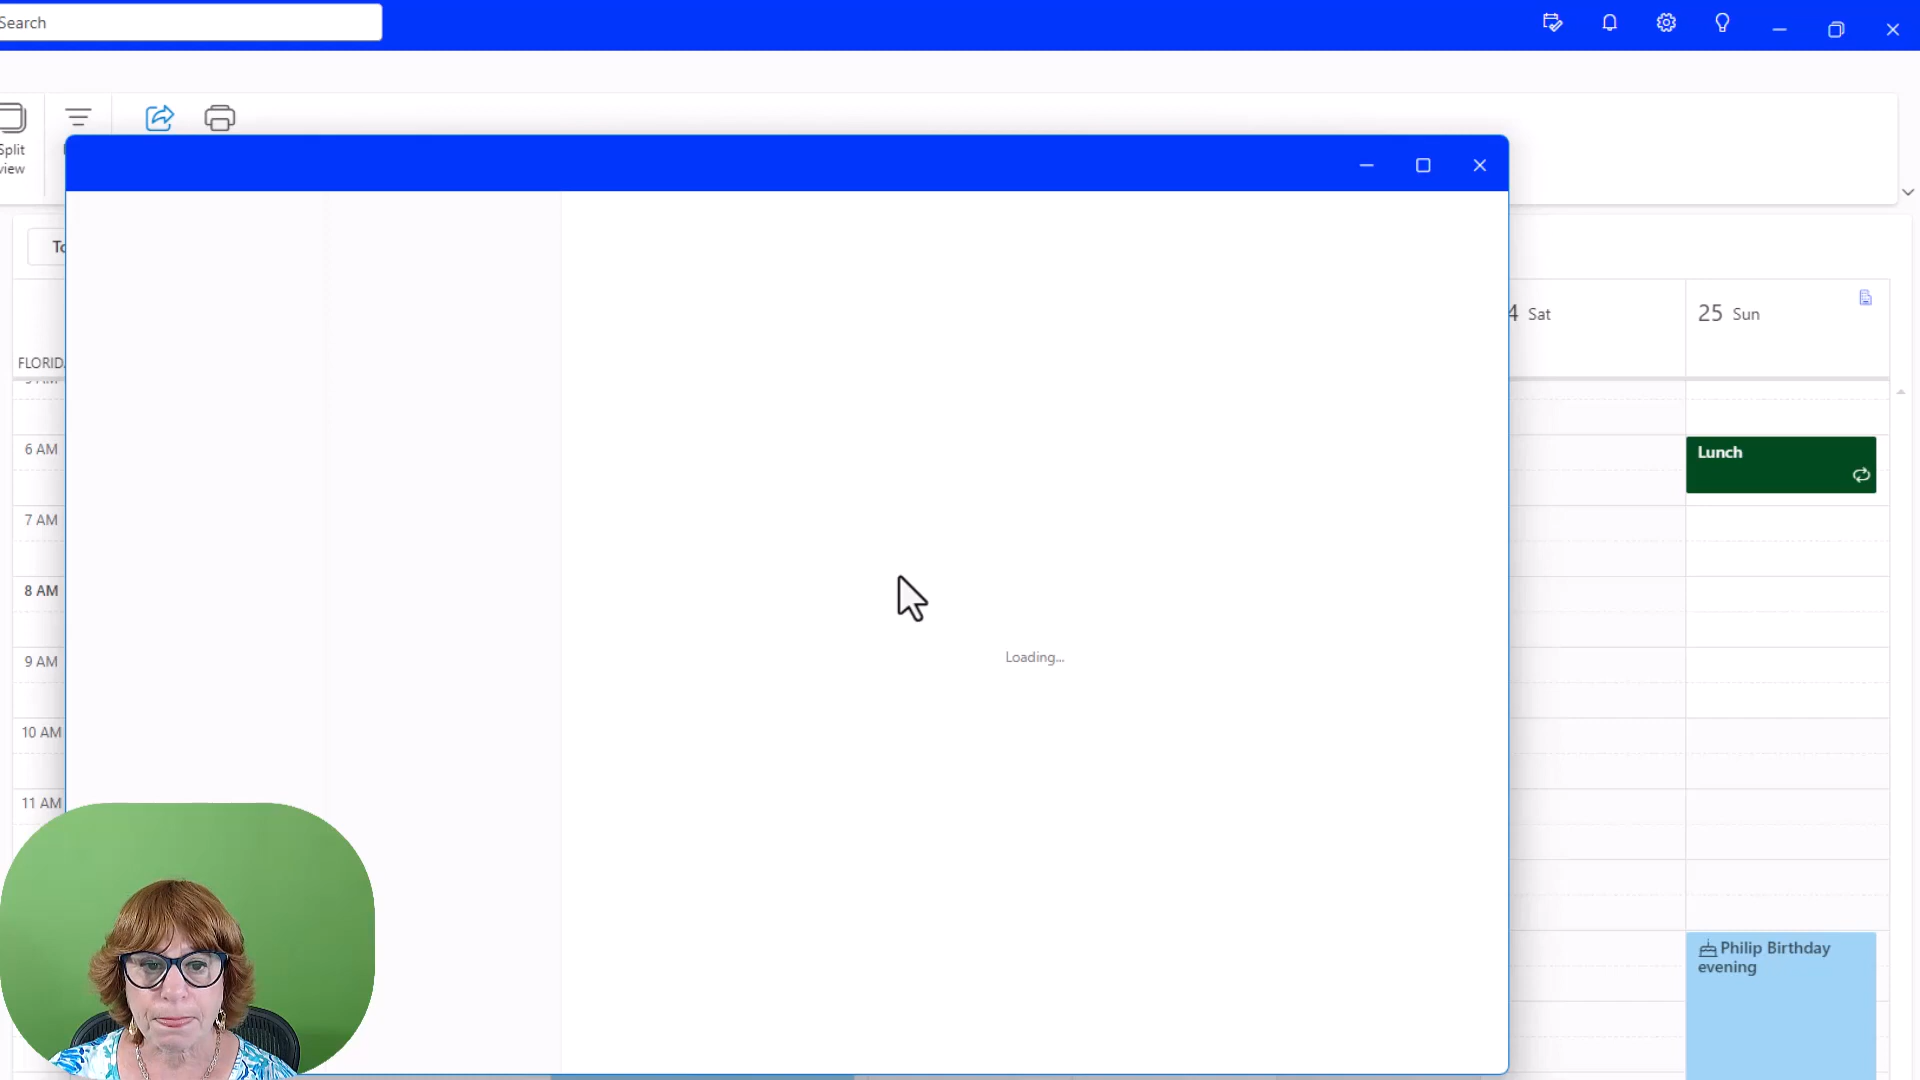 Search
Split
view
To
4 Sat
25 Sun
FLORID
6 AM
Lunch
7 AM
8 AM
Loading...
9 AM
10 AM
11 AM
Philip Birthday
evening